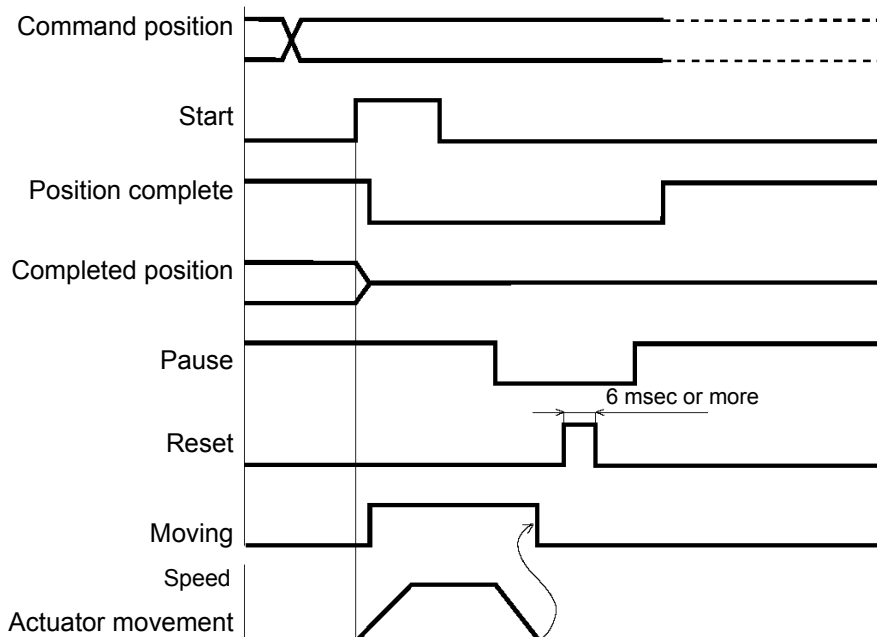 Command position
Start
Position complete
Completed position
Pause
6 msec or more
Reset
Moving
Speed
Actuator movement